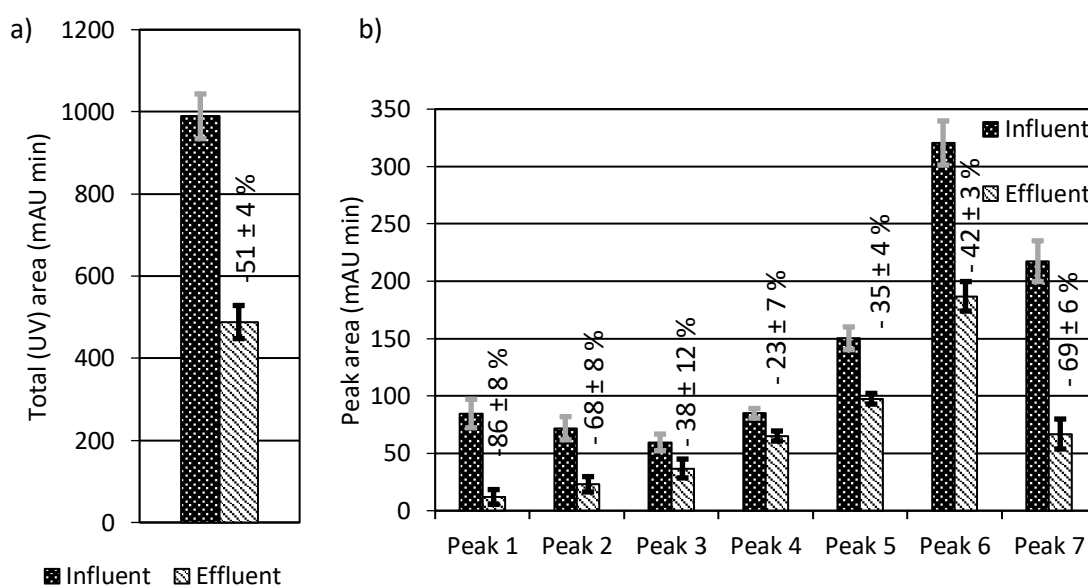 a)
Total (UV) area (mAU min)
1200
1000
800
600
400
200
0
-51 ± 4 %
Influent Effluent
b)
Peak area (mAU min)
350
300
250
200
150
100
50
0
-86 ± 8 %
- 68 ± 8 %
- 38 ± 12 %
- 23 ± 7 %
- 35 ± 4 %
- 42 ± 3 %
- 69 ± 6 %
Influent
Effluent
Peak 1 Peak 2 Peak 3 Peak 4 Peak 5 Peak 6 Peak 7